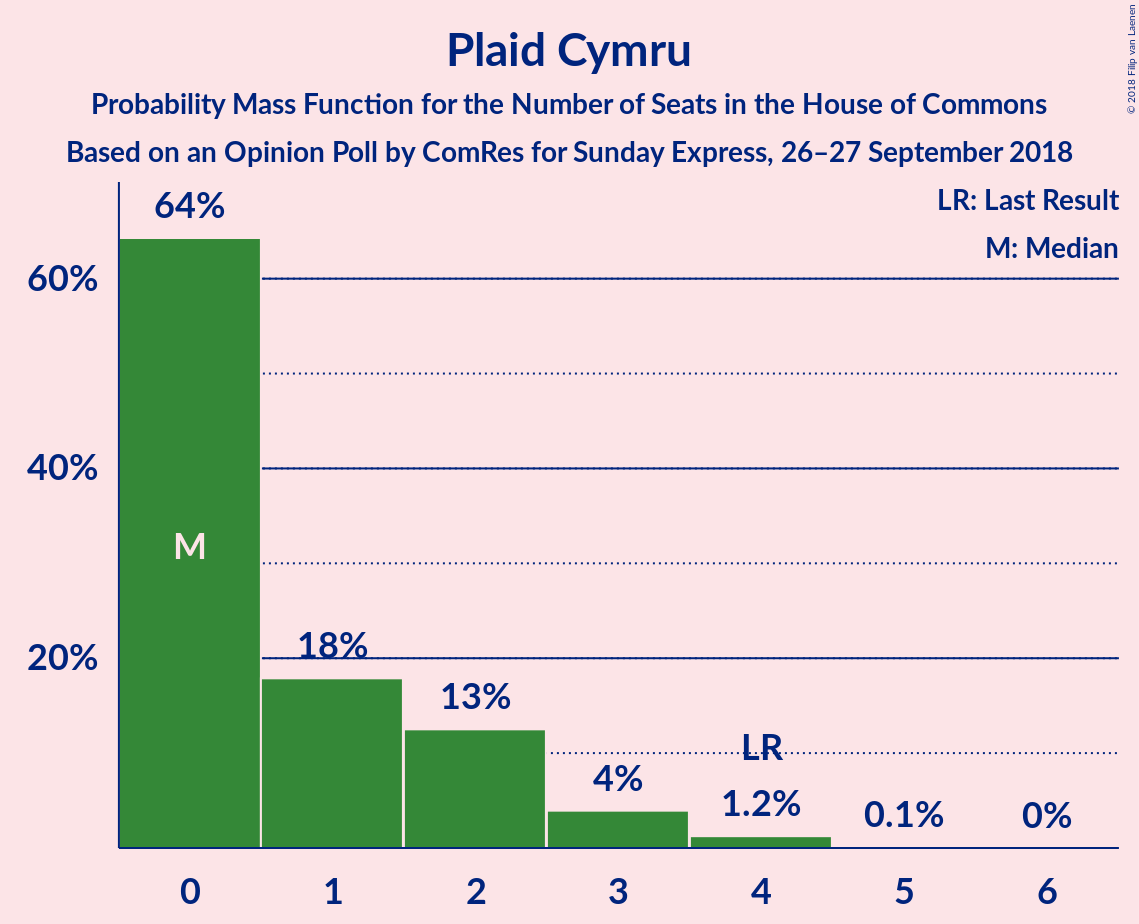 Plaid Cymru
Probability Mass Function for the Number of Seats in the House of Commons
Based on an Opinion Poll by ComRes for Sunday Express, 26–27 September 2018
© 2018 Filip van Laenen
LR: Last Result
M: Median
64%
60%
40%
M
18%
20%
13%
LR
4%
1.2%
0.1%
0%
0 1 2 3 4 5 6